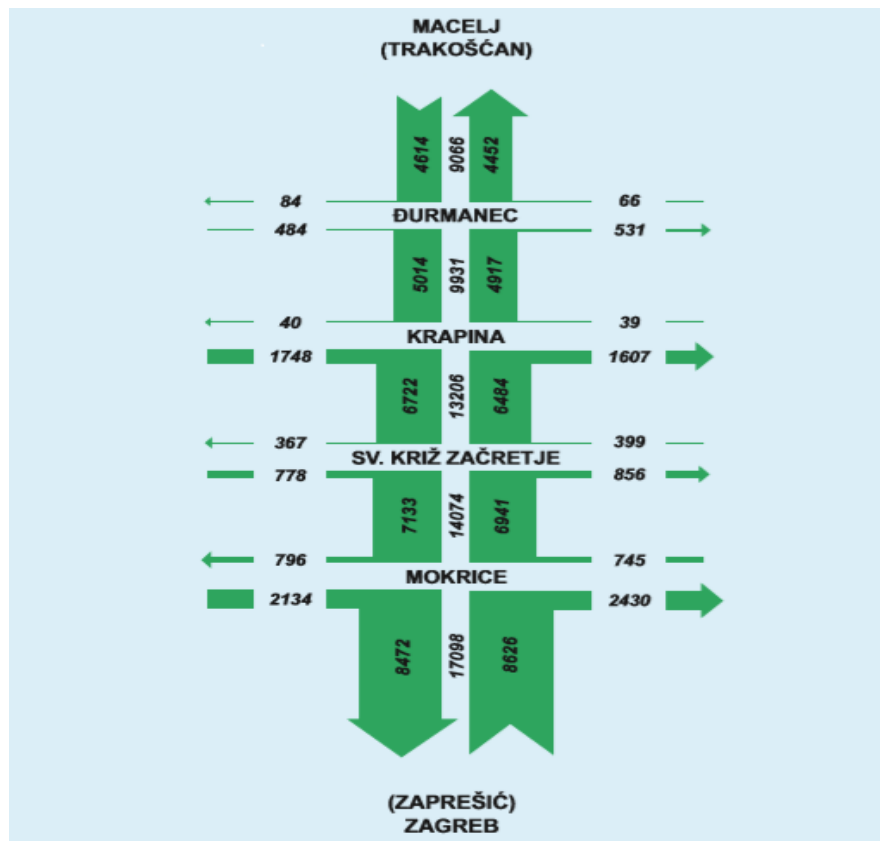 MACELJ
(TRAKOŠĆAN)
4614 9066 4452
84 66
ĐURMANEC
484 531
5014 9931 4917
40 39
KRAPINA
1748 1607
6722 13206 6484
367 399
SV. KRIŽ ZAČRETJE
778 856
7133 14074 6941
796 745
MOKRICE
2134 2430
8472 17098 8626
(ZAPREŠIĆ)
ZAGREB